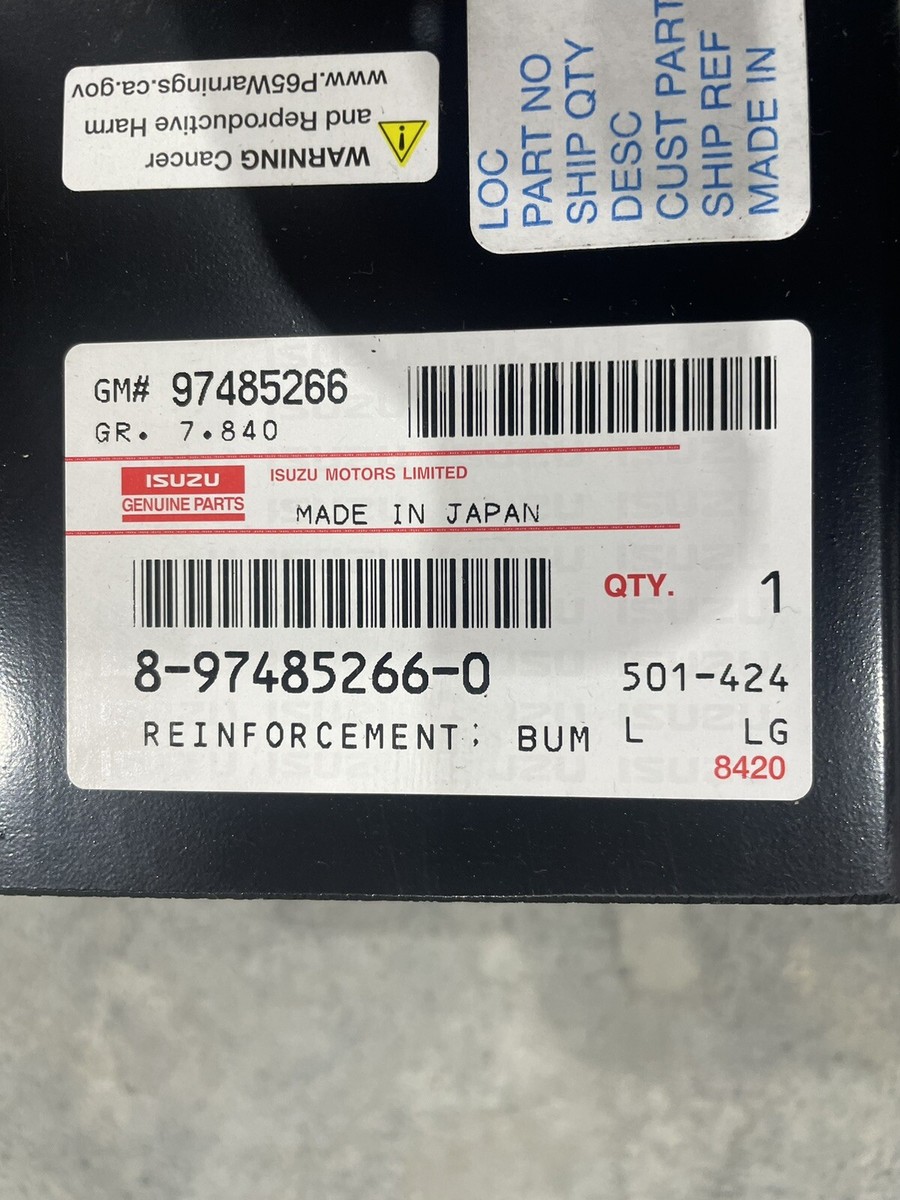 WARNING Cancer
and Reproductive Harm
www.P65Warnings.ca.gov
LOC
PART NO
SHIP QTY
DESC
CUST PART
SHIP REF
MADE IN
GM# 97485266
GR. 7.840
ISUZU
GENUINE PARTS
ISUZU MOTORS LIMITED
MADE IN JAPAN
QTY. 1
8-97485266-0 501-424
REINFORCEMENT; BUM L LG
8420